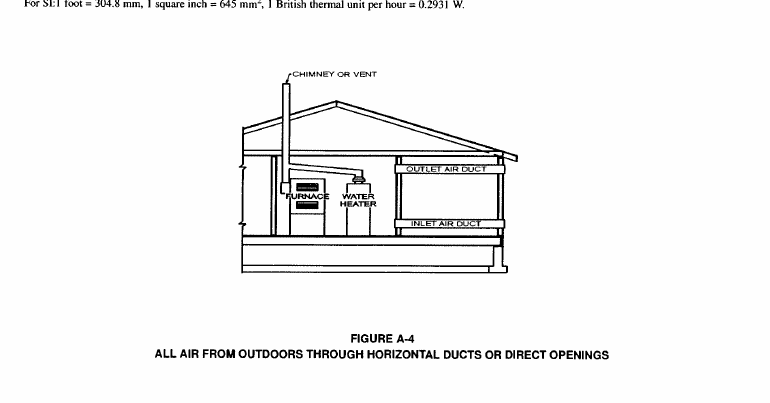 For SET foot = 304.8 mm, 1 square inch = 645 mm², 1 British thermal unit per hour = 0.2931 W.
CHIMNEY OR VENT
OUTLET AIR DUCT
FURNACE
WATER
HEATER
INLET AIR DUCT
FIGURE A-4
ALL AIR FROM OUTDOORS THROUGH HORIZONTAL DUCTS OR DIRECT OPENINGS